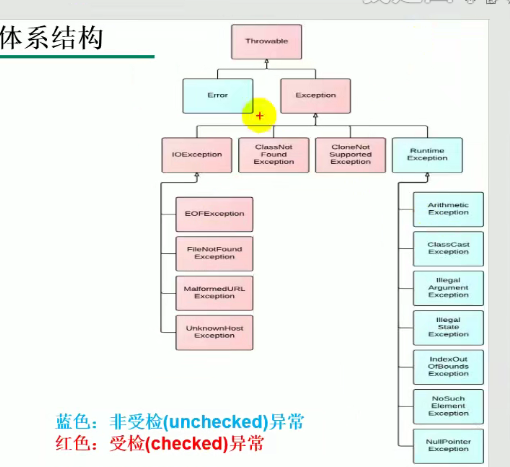 体系结构
Throwable
Error
Exception
IOException
ClassNot
Found
Exception
CloneNot
Supported
Exception
Runtime
Exception
EOFException
FileNotFound
Exception
MalformedURL
Exception
UnknownHost
Exception
Arithmetic
Exception
ClassCast
Exception
Illegal
Argument
Exception
Illegal
State
Exception
IndexOut
OfBounds
Exception
NoSuch
Element
Exception
NullPointer
Exception
蓝色：非受检(unchecked)异常
红色：受检(checked)异常